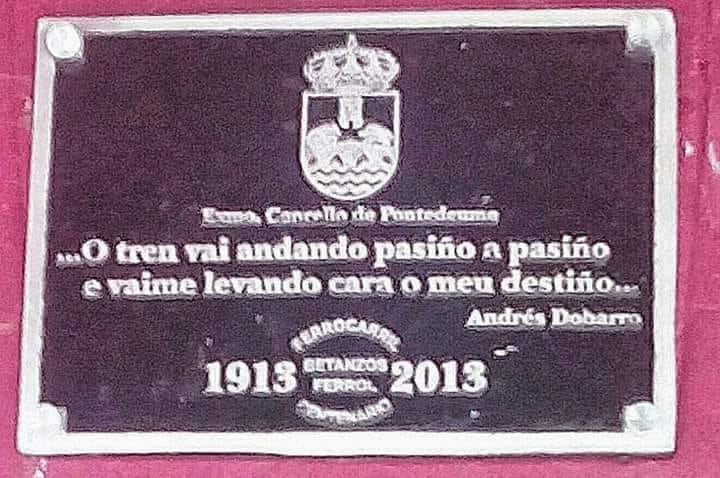 Exmo. Concello de Pontedeume
...O tren vai andando pasiño a pasiño
e vaime levando cara o meu destiño...
Andrés Dobarro
FERROCARRIL
1913 BETANZOS 2013
FERROL
CENTENARIO